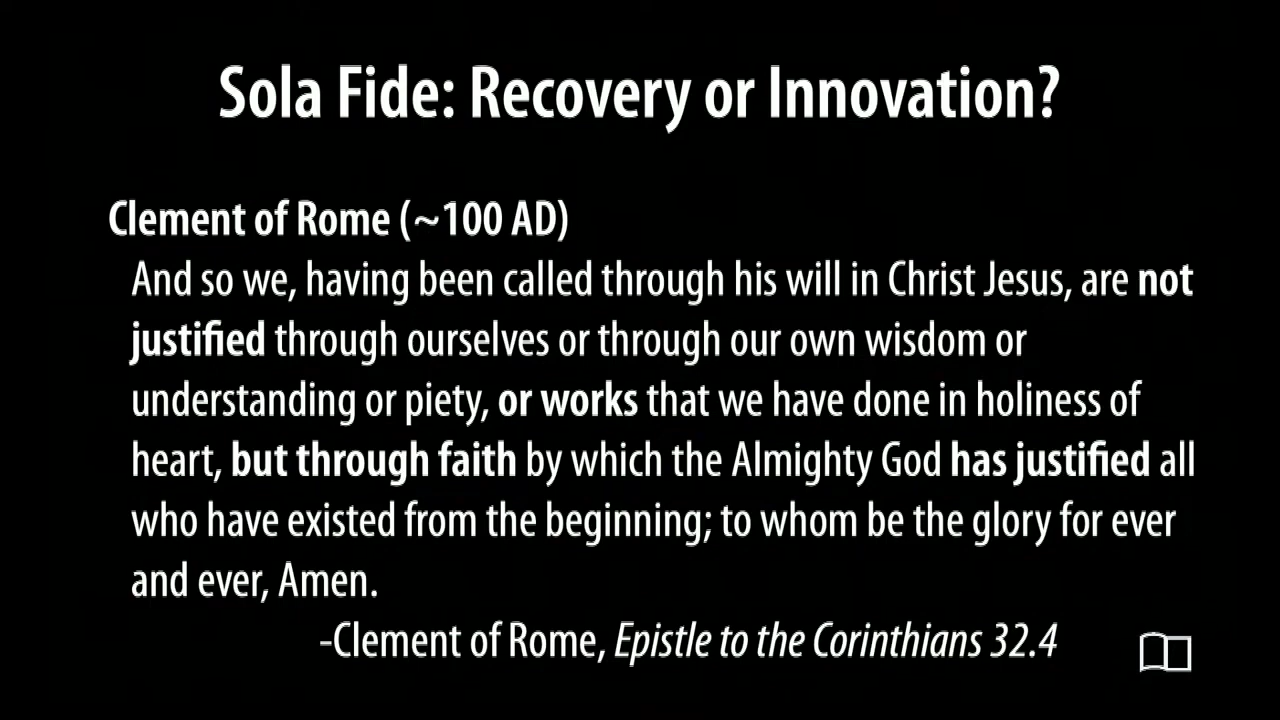 Sola Fide: Recovery or Innovation?
Clement of Rome (~100 AD)
And so we, having been called through his will in Christ Jesus, are not
justified through ourselves or through our own wisdom or
understanding or piety, or works that we have done in holiness of
heart, but through faith by which the Almighty God has justified all
who have existed from the beginning; to whom be the glory for ever
and ever, Amen.
-Clement of Rome, Epistle to the Corinthians 32.4